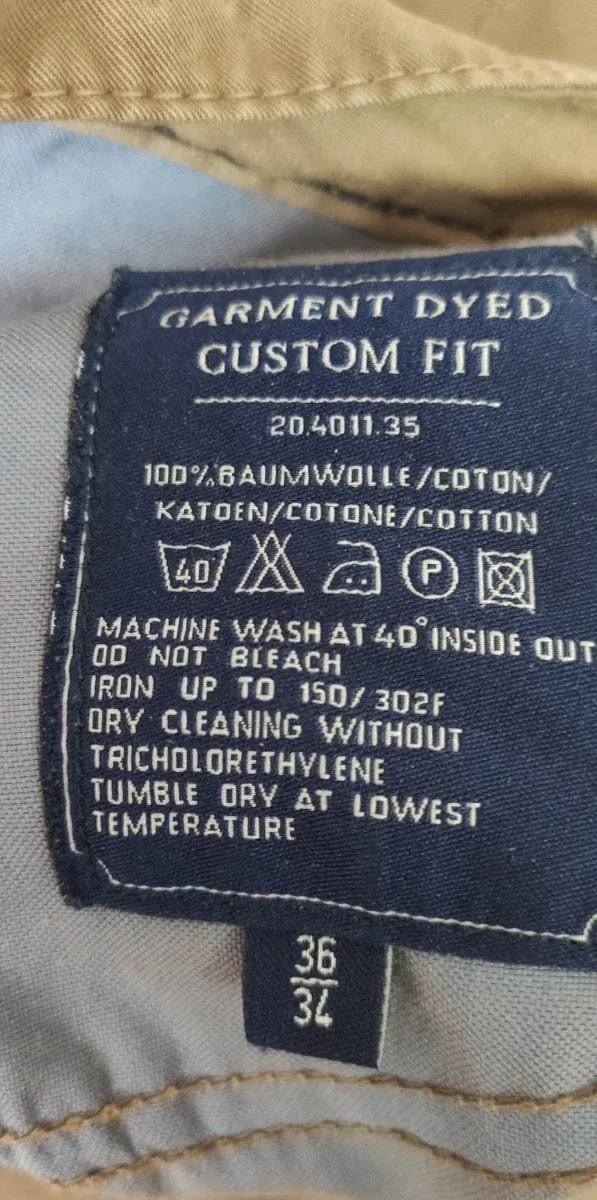 GARMENT DYED
CUSTOM FIT
20.4011.35
100%BAUMWOLLE/COTON/
KATOEN/COTONE/COTTON
40 P
MACHINE WASH AT 40° INSIDE OUT
DO NOT BLEACH
IRON UP TO 150/302F
DRY CLEANING WITHOUT
TRICHOLORETHYLENE
TUMBLE DRY AT LOWEST
TEMPERATURE
36
34